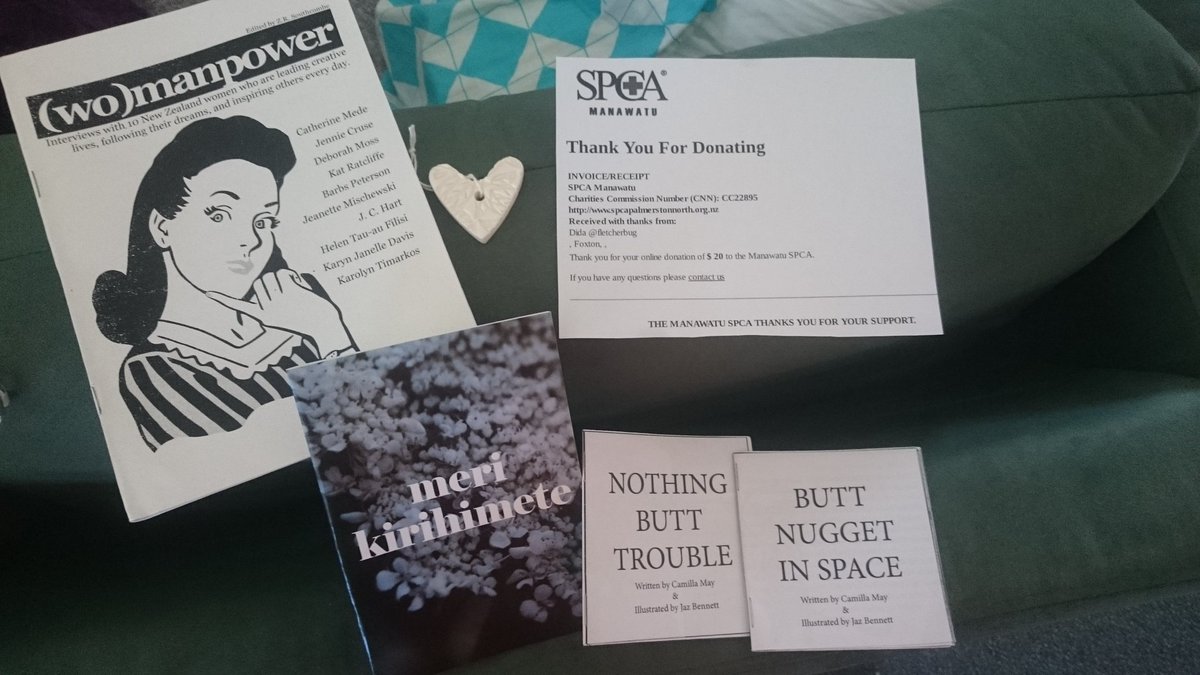 Edited by Z.R. Southcombe
(wo)manpower
Interviews with 10 New Zealand women who are leading creative
lives, following their dreams, and inspiring others every day.
Catherine Mede
Jennie Cruse
Deborah Moss
Kat Ratcliffe
Barbs Peterson
Jeanette Mischewski
J. C. Hart
Helen Tau-au Filisi
Karyn Janelle Davis
Karolyn Timarkos
SPCA®
MANAWATU
Thank You For Donating
INVOICE/RECEIPT
SPCA Manawatu
Charities Commission Number (CNN): CC22895
http://www.spcapalmerstonnorth.org.nz
Received with thanks from:
Dida @fletcherbug
, Foxton, ,
Thank you for your online donation of $ 20 to the Manawatu SPCA.
If you have any questions please contact us
THE MANAWATU SPCA THANKS YOU FOR YOUR SUPPORT.
meri
kirihimete
NOTHING
BUTT
TROUBLE
Written by Camilla May
&
Illustrated by Jaz Bennett
BUTT
NUGGET
IN SPACE
Written by Camilla May
&
Illustrated by Jaz Bennett